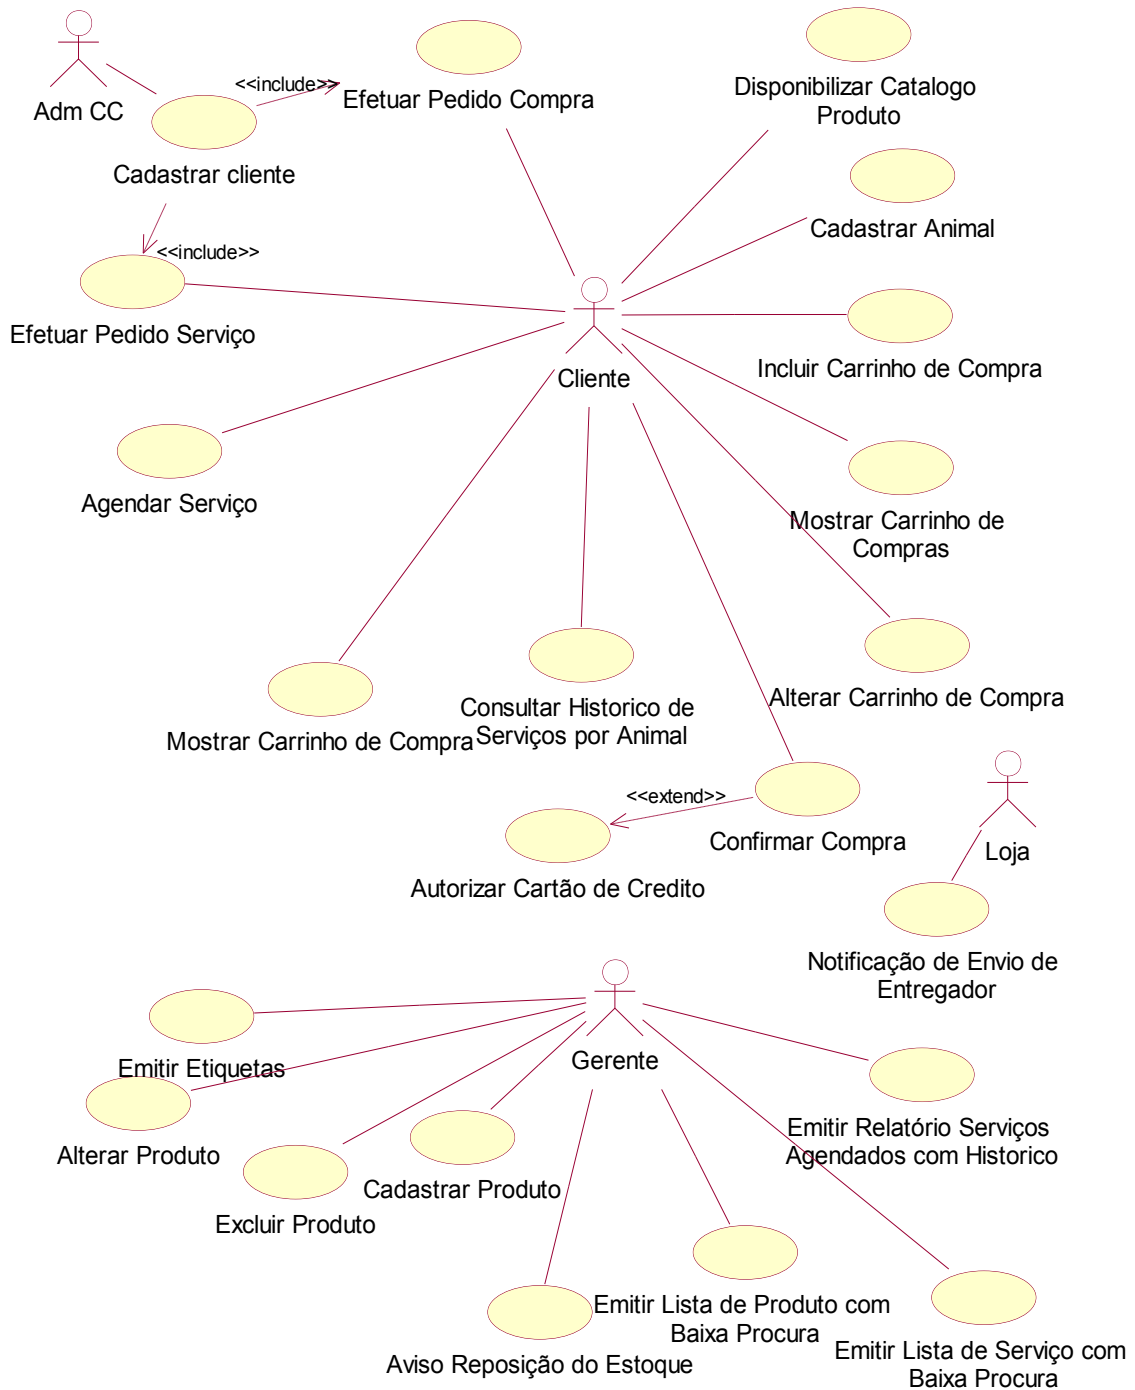 Disponibilizar Catalogo
Produto
<<include>>
Efetuar Pedido Compra
Adm CC
Cadastrar cliente
Cadastrar Animal
<<include>>
Efetuar Pedido Serviço
Cliente
Incluir Carrinho de Compra
Agendar Serviço
Mostrar Carrinho de
Compras
Alterar Carrinho de Compra
Consultar Historico de
Serviços por Animal
Mostrar Carrinho de Compra
<<extend>>
Confirmar Compra
Loja
Autorizar Cartão de Credito
Notificação de Envio de
Entregador
Emitir Etiquetas
Gerente
Alterar Produto
Emitir Relatório Serviços
Agendados com Historico
Cadastrar Produto
Excluir Produto
Emitir Lista de Produto com
Baixa Procura
Aviso Reposição do Estoque
Emitir Lista de Serviço com
Baixa Procura